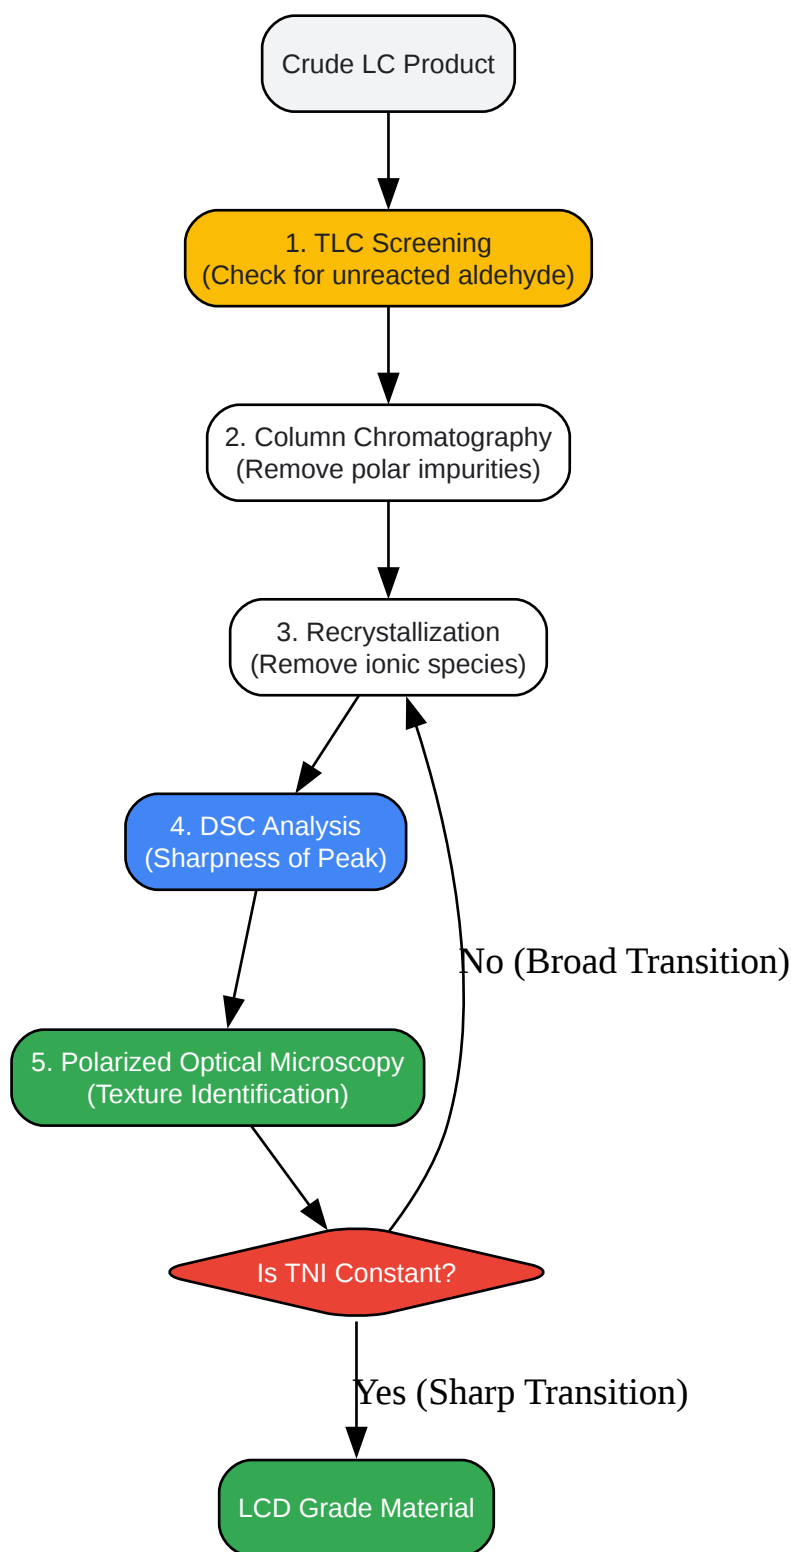 Crude LC Product
1. TLC Screening
(Check for unreacted aldehyde)
2. Column Chromatography
(Remove polar impurities)
3. Recrystallization
(Remove ionic species)
4. DSC Analysis
(Sharpness of Peak)
No (Broad Transition)
5. Polarized Optical Microscopy
(Texture Identification)
Is TNI Constant?
Yes (Sharp Transition)
LCD Grade Material